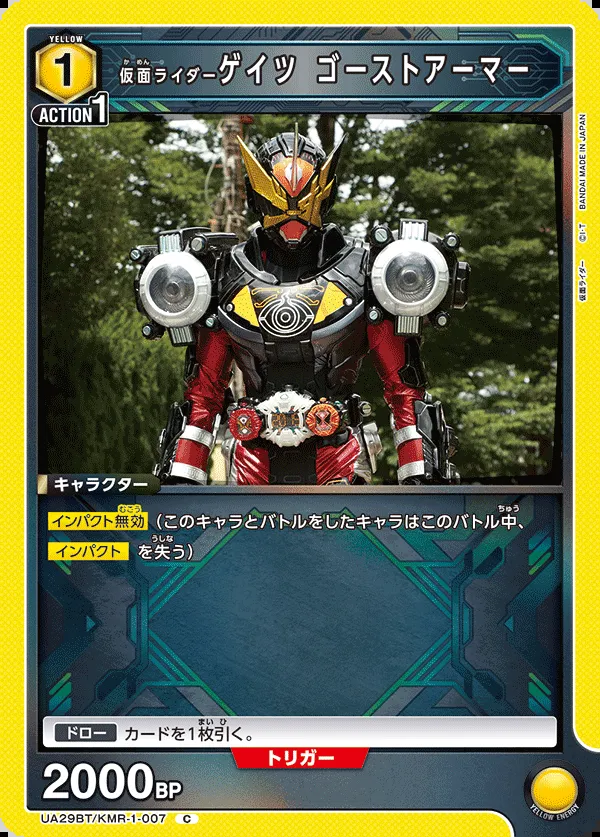 YELLOW
1
ACTION 1
仮面ライダーゲイツ ゴーストアーマー
かめん
仮面ライダー ©I・T BANDAI MADE IN JAPAN
キャラクター
インパクト無効 (このキャラとバトルをしたキャラはこのバトル中、
むこう
ちゅう
インパクト を失う)
うしな
ドロー カードを1枚引く。
まい ひ
トリガー
2000 BP
YELLOW ENERGY
UA29BT/KMR-1-007 C